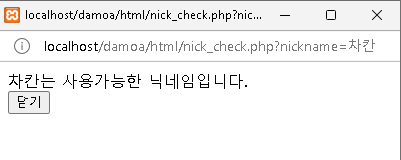 localhost/damoa/html/nick_check.php?nic...
localhost/damoa/html/nick_check.php?nickname=차칸
차칸는 사용가능한 닉네임입니다.
닫기